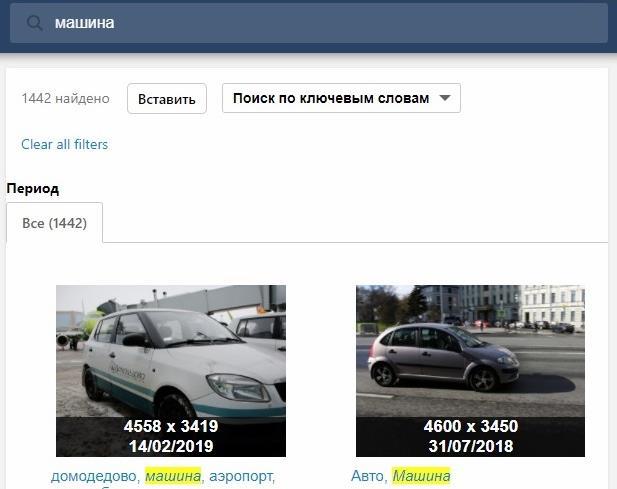 машина
1442 найдено
Вставить
Поиск по ключевым словам
Clear all filters
Период
Все (1442)
4558 x 3419
14/02/2019
4600 x 3450
31/07/2018
домодедово, машина, аэропорт,
Авто, Машина